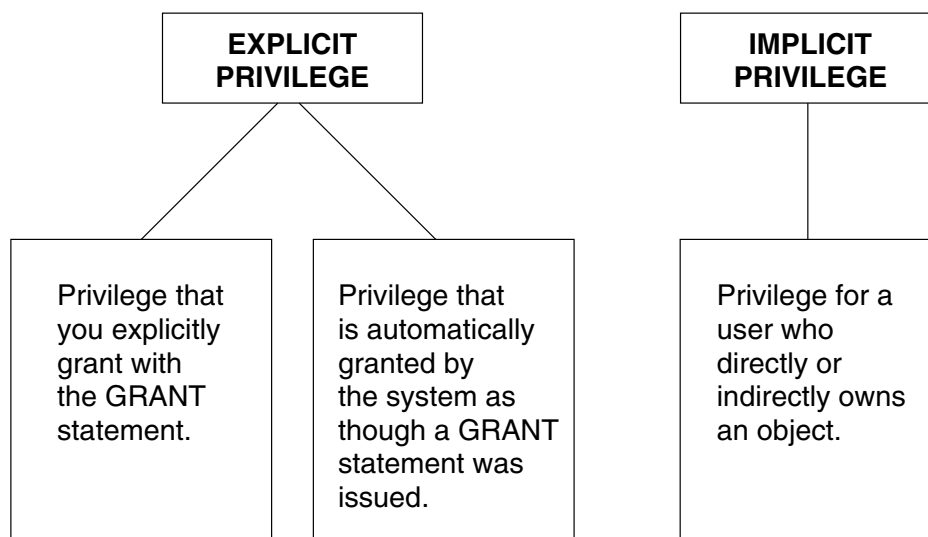 EXPLICIT
PRIVILEGE
IMPLICIT
PRIVILEGE
Privilege that
you explicitly
grant with
the GRANT
statement.
Privilege that
is automatically
granted by
the system as
though a GRANT
statement was
issued.
Privilege for a
user who
directly or
indirectly owns
an object.